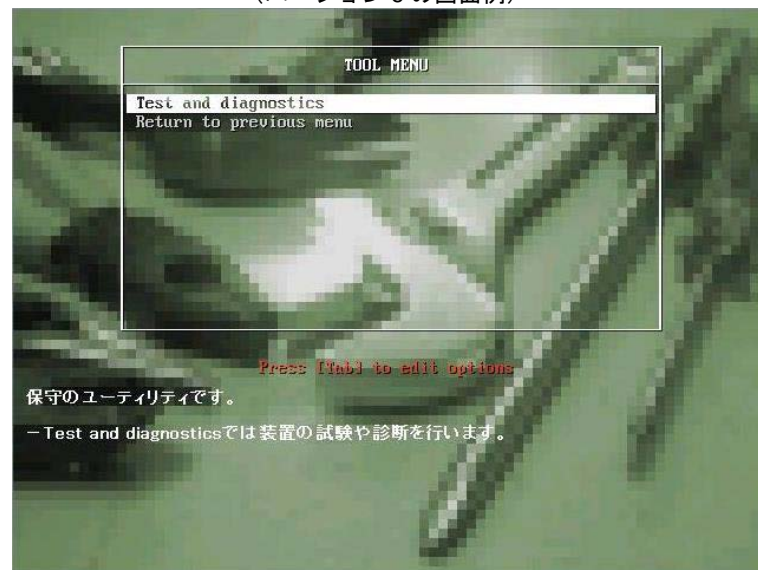 TOOL MENU
Test and diagnostics
Return to previous menu
Press [Tab] to edit options
保守のユーティリティです。
－Test and diagnosticsでは装置の試験や診断を行います。